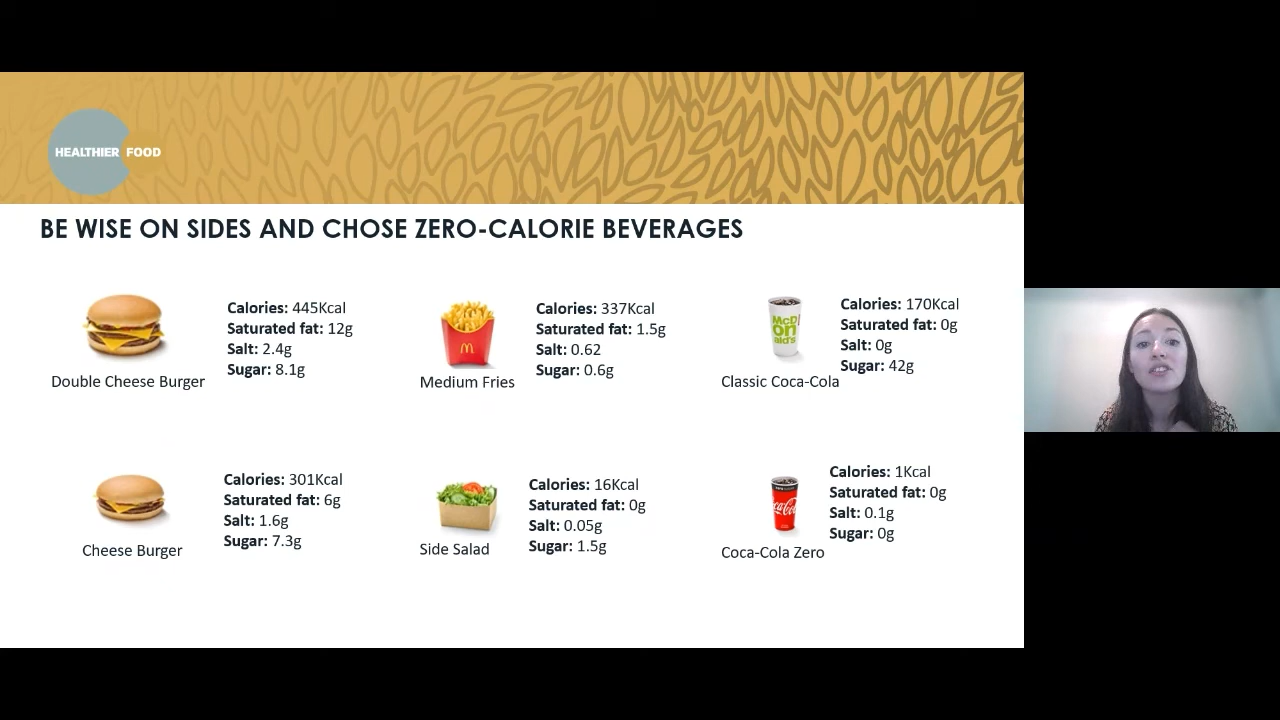 HEALTHIER FOOD
BE WISE ON SIDES AND CHOSE ZERO-CALORIE BEVERAGES
Calories: 445Kcal
Saturated fat: 12g
Salt: 2.4g
Sugar: 8.1g
Double Cheese Burger
Calories: 337Kcal
Saturated fat: 1.5g
Salt: 0.62
Sugar: 0.6g
Medium Fries
McD
on
ald's
Calories: 170Kcal
Saturated fat: 0g
Salt: 0g
Sugar: 42g
Classic Coca-Cola
Calories: 301Kcal
Saturated fat: 6g
Salt: 1.6g
Sugar: 7.3g
Cheese Burger
Calories: 16Kcal
Saturated fat: 0g
Salt: 0.05g
Sugar: 1.5g
Side Salad
Calories: 1Kcal
Saturated fat: 0g
Salt: 0.1g
Sugar: 0g
Coca-Cola Zero